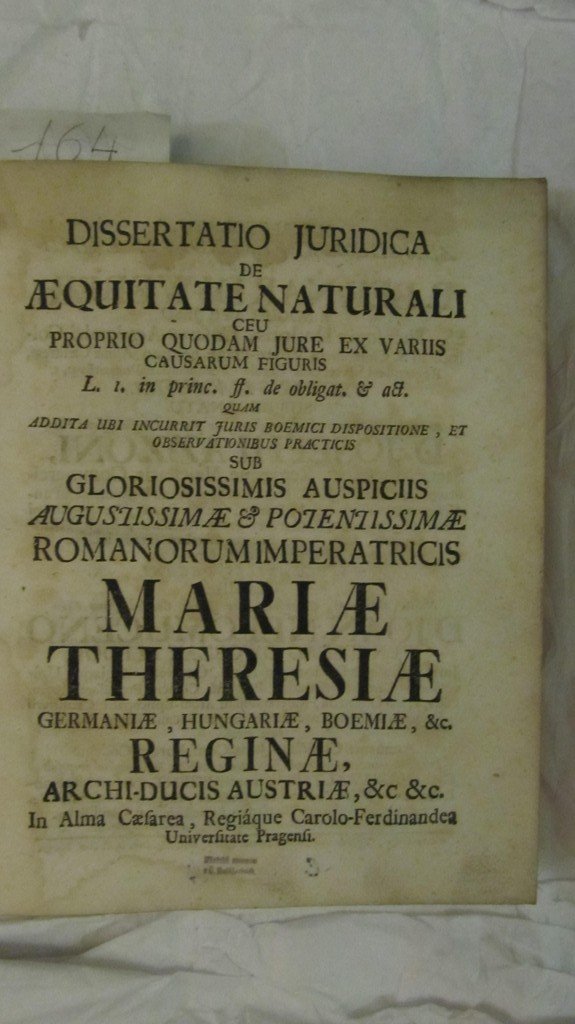 164
DISSERTATIO JURIDICA
DE
ÆQUITATE NATURALI
CEU
PROPRIO QUODAM JURE EX VARIIS
CAUSARUM FIGURIS
L. 1. in princ. ff. de obligat. & act.
QUAM
ADDITA UBI INCURRIT JURIS BOEMICI DISPOSITIONE, ET
OBSERVATIONIBUS PRACTICIS
SUB
GLORIOSISSIMIS AUSPICIIS
AUGUSTISSIMÆ & POTENTISSIMÆ
ROMANORUM IMPERATRICIS
MARIÆ
THERESIÆ
GERMANIÆ, HUNGARIÆ, BOEMIÆ, &c.
REGINÆ,
ARCHI-DUCIS AUSTRIÆ, &c &c.
In Alma Cæsarea, Regiáque Carolo-Ferdinandea
Univerſitate Pragenſi.